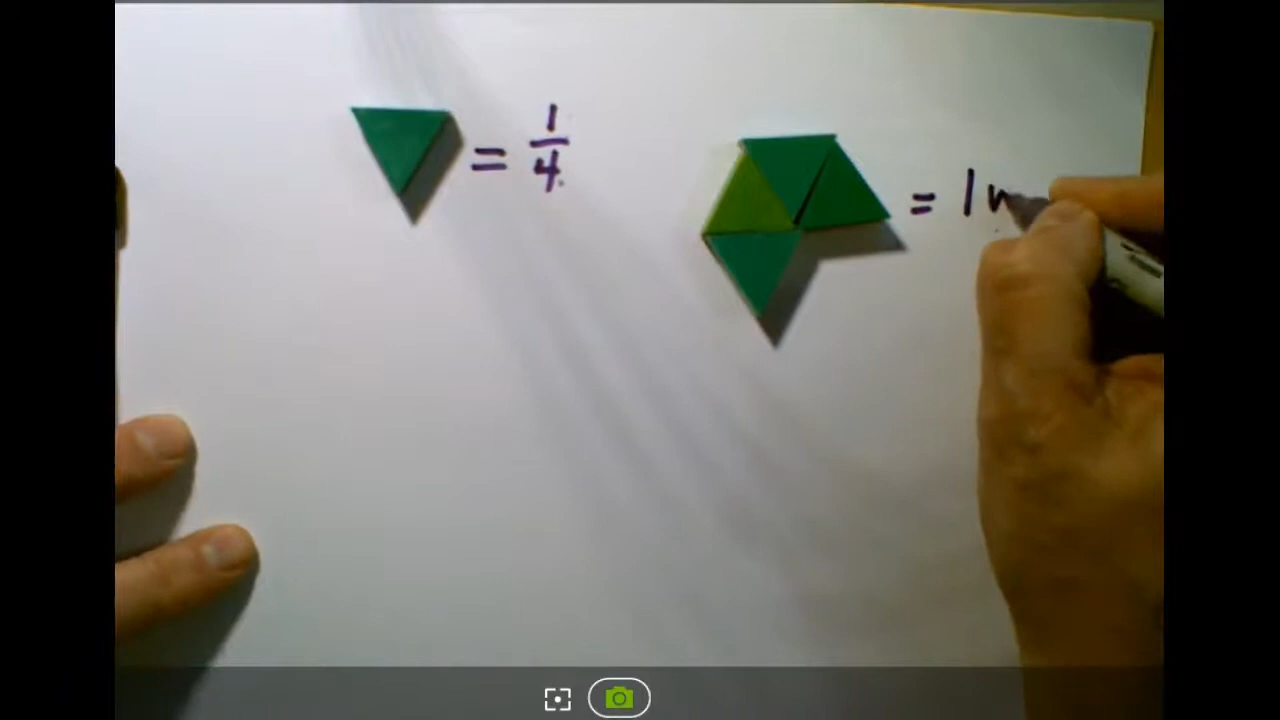 = 1/4
= 1